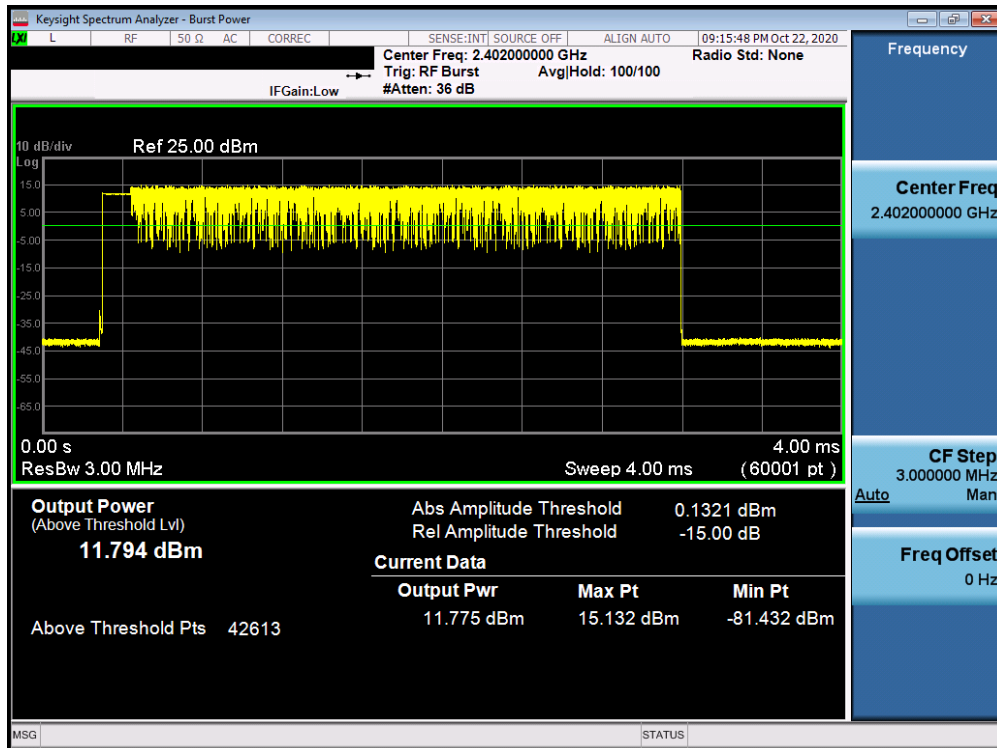 Keysight Spectrum Analyzer - Burst Power
LXI L RF 50 Ω AC CORREC SENSE:INT SOURCE OFF ALIGN AUTO 09:15:48 PM Oct 22, 2020
Center Freq: 2.402000000 GHz Radio Std: None
Trig: RF Burst Avg|Hold: 100/100
IFGain:Low #Atten: 36 dB
10 dB/div Ref 25.00 dBm
Log
15.0
5.00
-5.00
-15.0
-25.0
-35.0
-45.0
-55.0
-65.0
0.00 s 4.00 ms
ResBw 3.00 MHz Sweep 4.00 ms (60001 pt)
Output Power
(Above Threshold Lvl)
11.794 dBm
Above Threshold Pts 42613
Abs Amplitude Threshold 0.1321 dBm
Rel Amplitude Threshold -15.00 dB
Current Data
Output Pwr Max Pt Min Pt
11.775 dBm 15.132 dBm -81.432 dBm
Frequency
Center Freq
2.402000000 GHz
CF Step
3.000000 MHz
Auto Man
Freq Offset
0 Hz
MSG STATUS